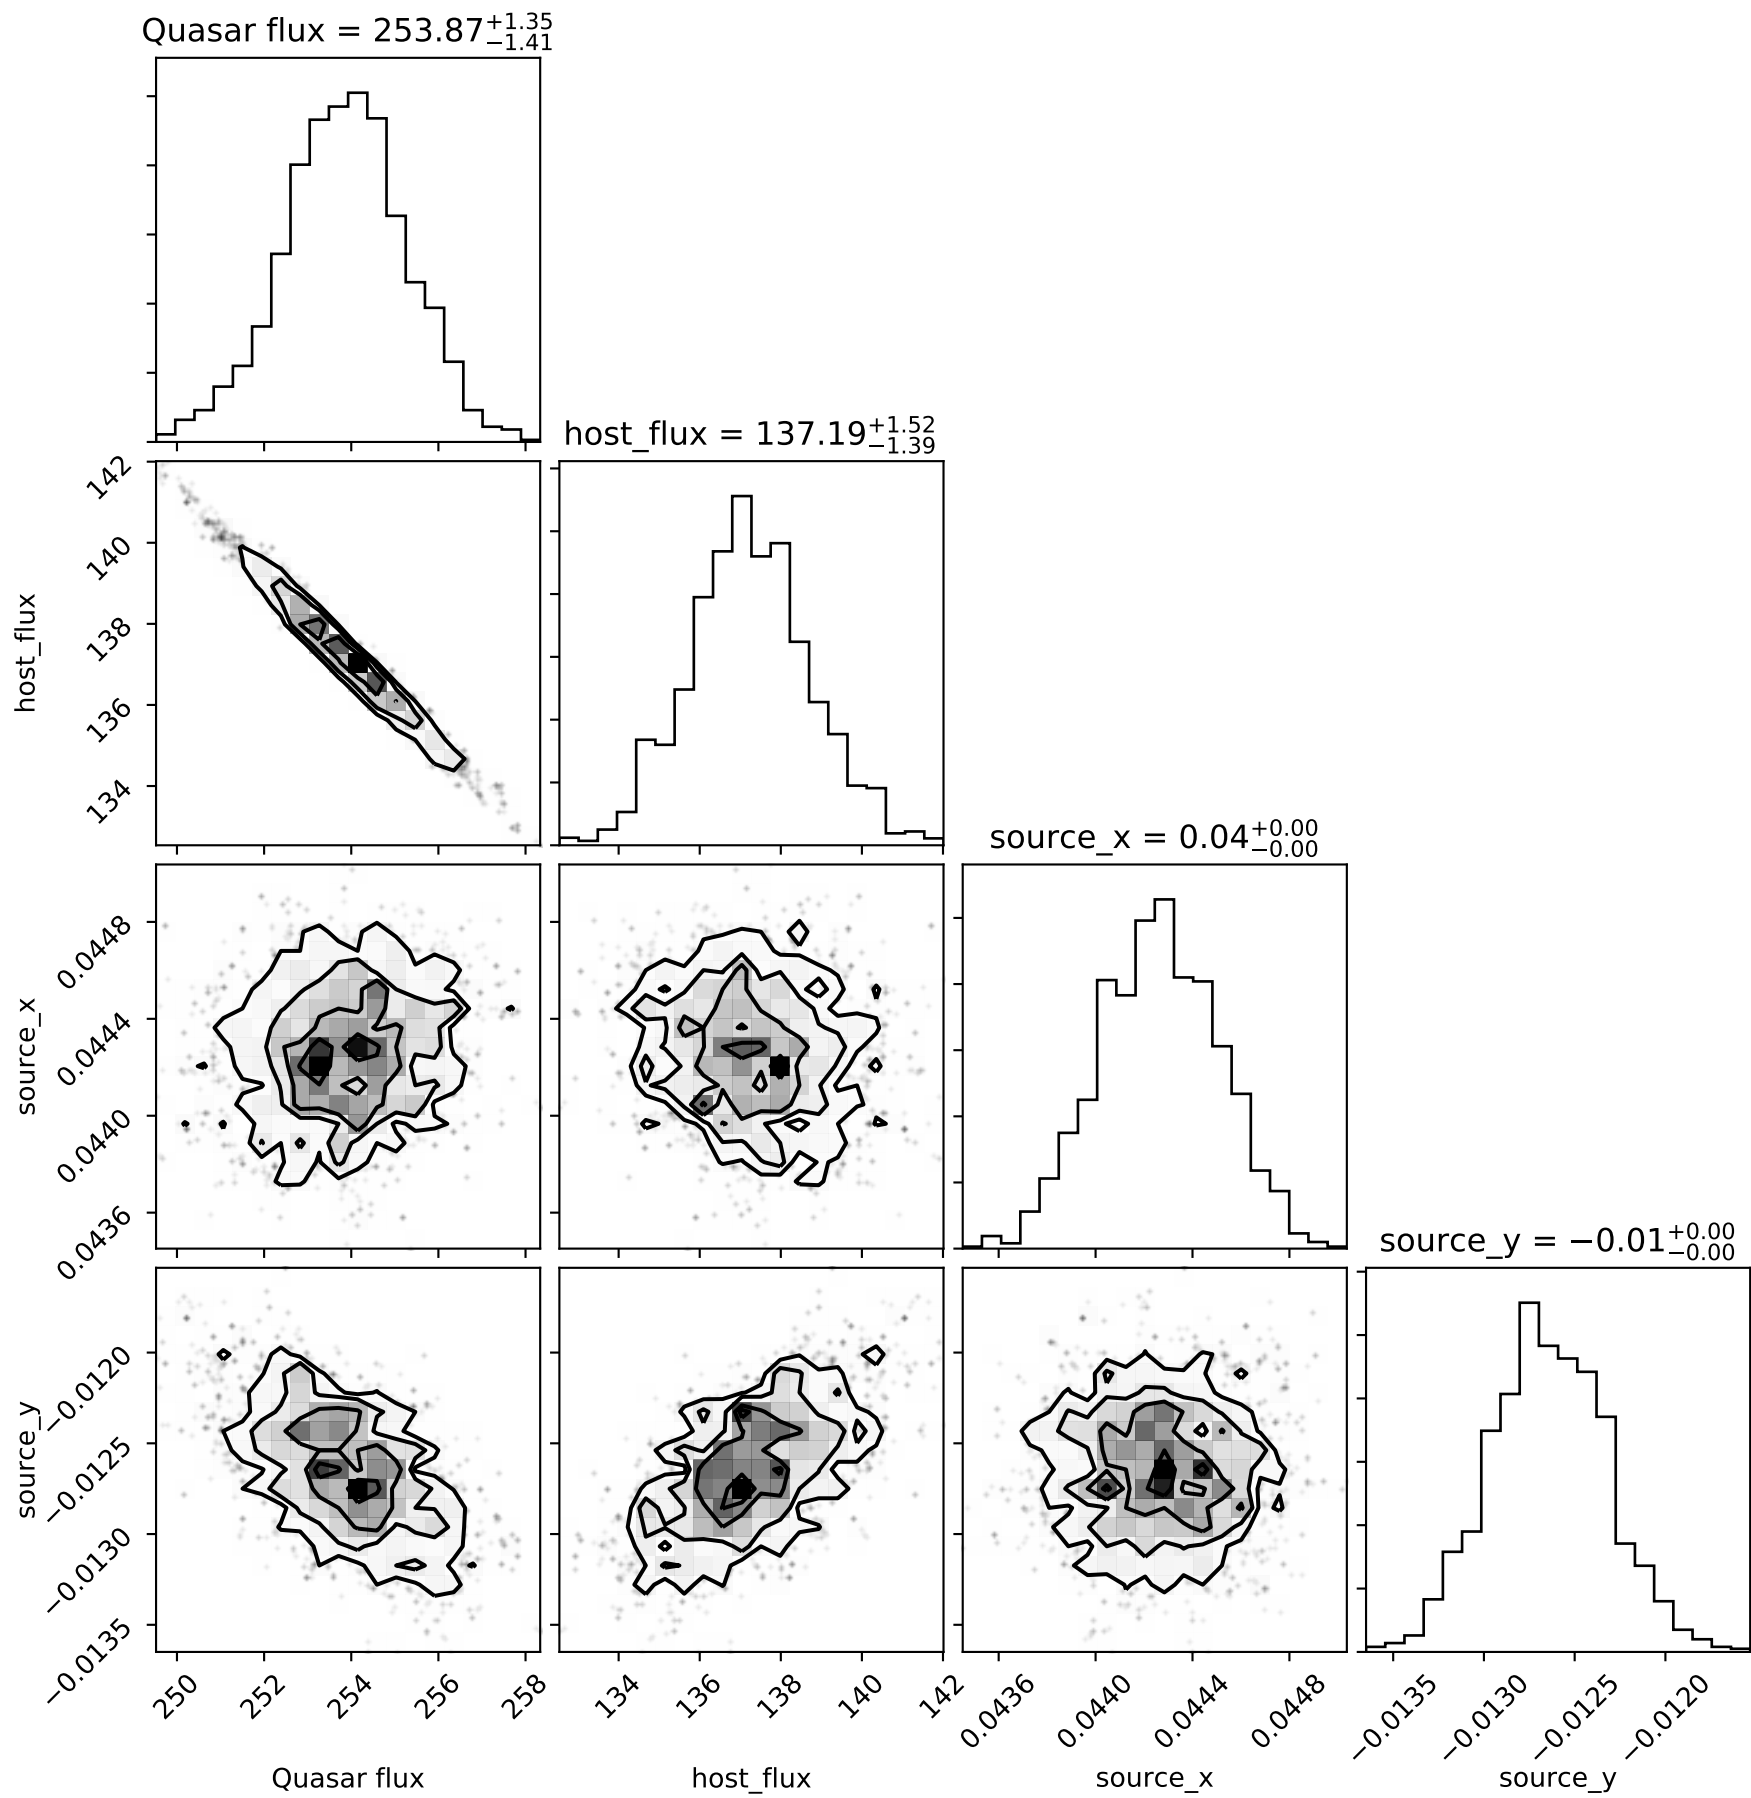 Quasar flux = 253.87+1.35−1.41
host_flux = 137.19+1.52−1.39
142
140
138
136
134
host_flux
source_x = 0.04+0.00−0.00
0.0448
0.0444
0.0440
0.0436
source_x
source_y = −0.01+0.00−0.00
−0.0120
−0.0125
−0.0130
−0.0135
source_y
250 252 254 256 258
134 136 138 140 142
0.0436 0.0440 0.0444 0.0448
−0.0135 −0.0130 −0.0125 −0.0120
Quasar flux
host_flux
source_x
source_y